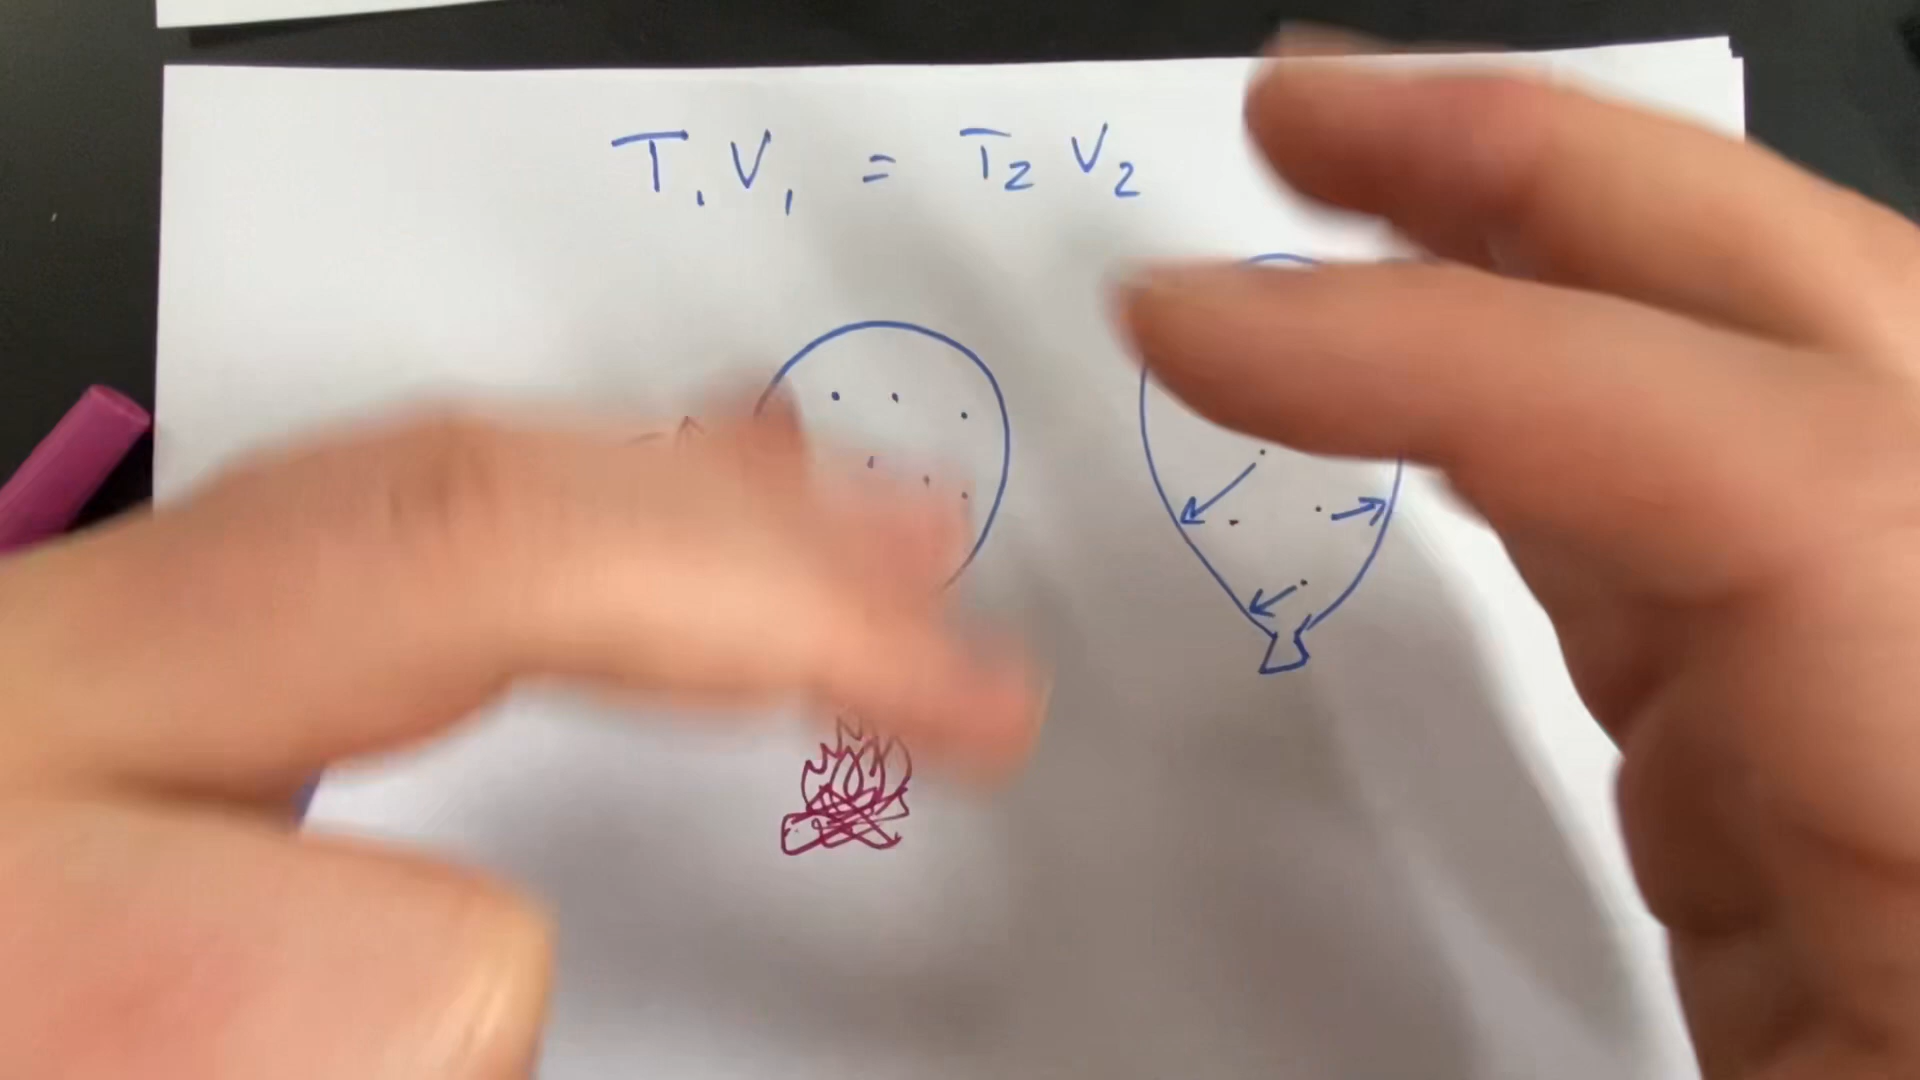 T₁V₁ = T₂V₂